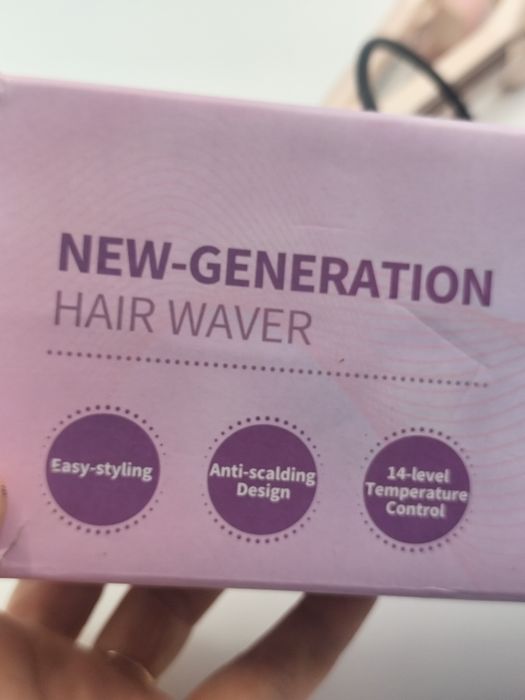 NEW-GENERATION
HAIR WAVER
Easy-styling
Anti-scalding
Design
14-level
Temperature
Control